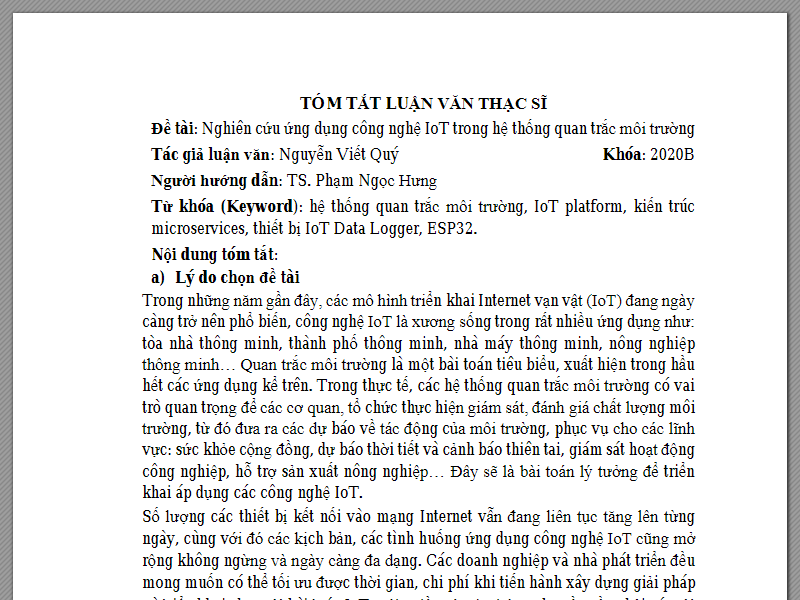 TÓM TẮT LUẬN VĂN THẠC SĨ
Đề tài: Nghiên cứu ứng dụng công nghệ IoT trong hệ thống quan trắc môi trường
Tác giả luận văn: Nguyễn Viết Quý Khóa: 2020B
Người hướng dẫn: TS. Phạm Ngọc Hưng
Từ khóa (Keyword): hệ thống quan trắc môi trường, IoT platform, kiến trúc
microservices, thiết bị IoT Data Logger, ESP32.
Nội dung tóm tắt:
a) Lý do chọn đề tài
Trong những năm gần đây, các mô hình triển khai Internet vạn vật (IoT) đang ngày
càng trở nên phổ biến, công nghệ IoT là xương sống trong rất nhiều ứng dụng như:
tòa nhà thông minh, thành phố thông minh, nhà máy thông minh, nông nghiệp
thông minh… Quan trắc môi trường là một bài toán tiêu biểu, xuất hiện trong hầu
hết các ứng dụng kể trên. Trong thực tế, các hệ thống quan trắc môi trường có vai
trò quan trọng để các cơ quan, tổ chức thực hiện giám sát, đánh giá chất lượng môi
trường, từ đó đưa ra các dự báo về tác động của môi trường, phục vụ cho các lĩnh
vực: sức khỏe cộng đồng, dự báo thời tiết và cảnh báo thiên tai, giám sát hoạt động
công nghiệp, hỗ trợ sản xuất nông nghiệp… Đây sẽ là bài toán lý tưởng để triển
khai áp dụng các công nghệ IoT.
Số lượng các thiết bị kết nối vào mạng Internet vẫn đang liên tục tăng lên từng
ngày, cùng với đó các kịch bản, các tình huống ứng dụng công nghệ IoT cũng mở
rộng không ngừng và ngày càng đa dạng. Các doanh nghiệp và nhà phát triển đều
mong muốn có thể tối ưu được thời gian, chi phí khi tiến hành xây dựng giải pháp